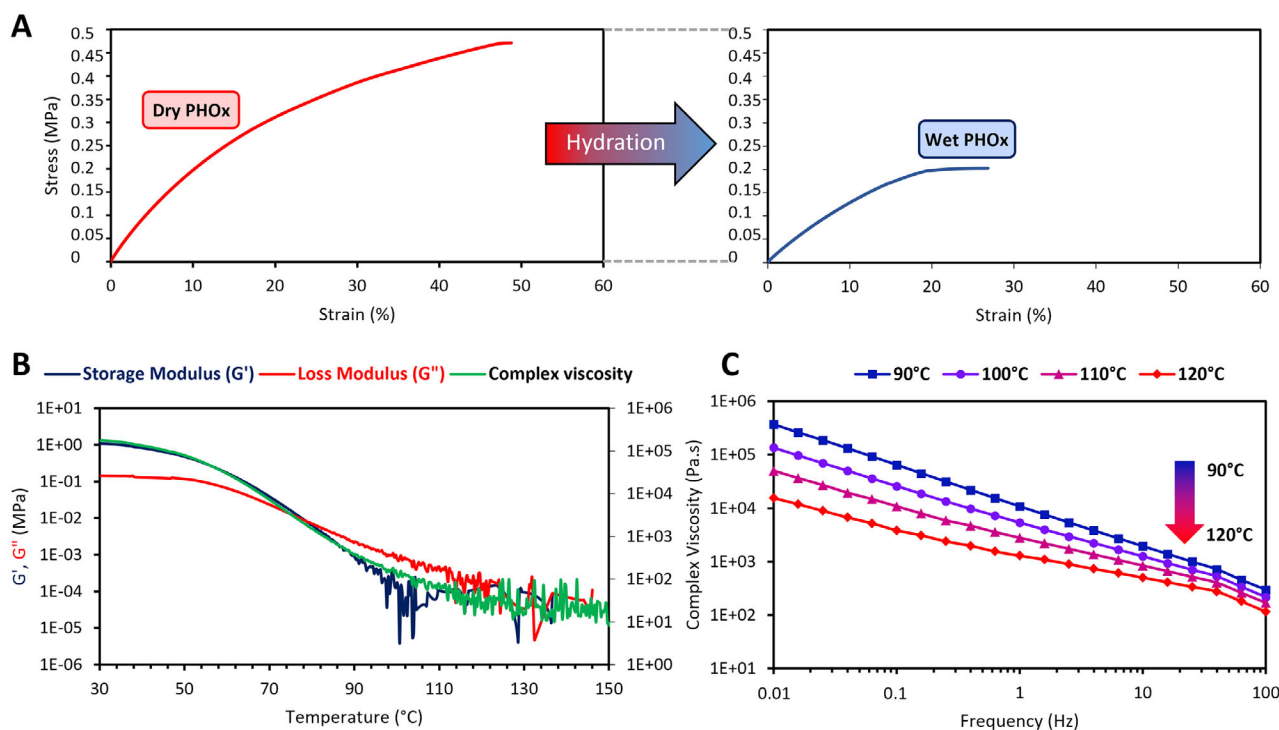 A
Stress (MPa)
0.5
0.45
0.4
0.35
0.3
0.25
0.2
0.15
0.1
0.05
0
Dry PHOx
0 10 20 30 40 50 60
Strain (%)
Hydration
0.5
0.45
0.4
0.35
0.3
0.25
0.2
0.15
0.1
0.05
0
Wet PHOx
0 10 20 30 40 50 60
Strain (%)
B
Storage Modulus (G') Loss Modulus (G") Complex viscosity
G', G" (MPa)
1E+01
1E+00
1E-01
1E-02
1E-03
1E-04
1E-05
1E-06
1E+06
1E+05
1E+04
1E+03
1E+02
1E+01
1E+00
30 50 70 90 110 130 150
Temperature (°C)
C
90°C 100°C 110°C 120°C
Complex Viscosity (Pa.s)
1E+06
1E+05
1E+04
1E+03
1E+02
1E+01
90°C
120°C
0.01 0.1 1 10 100
Frequency (Hz)